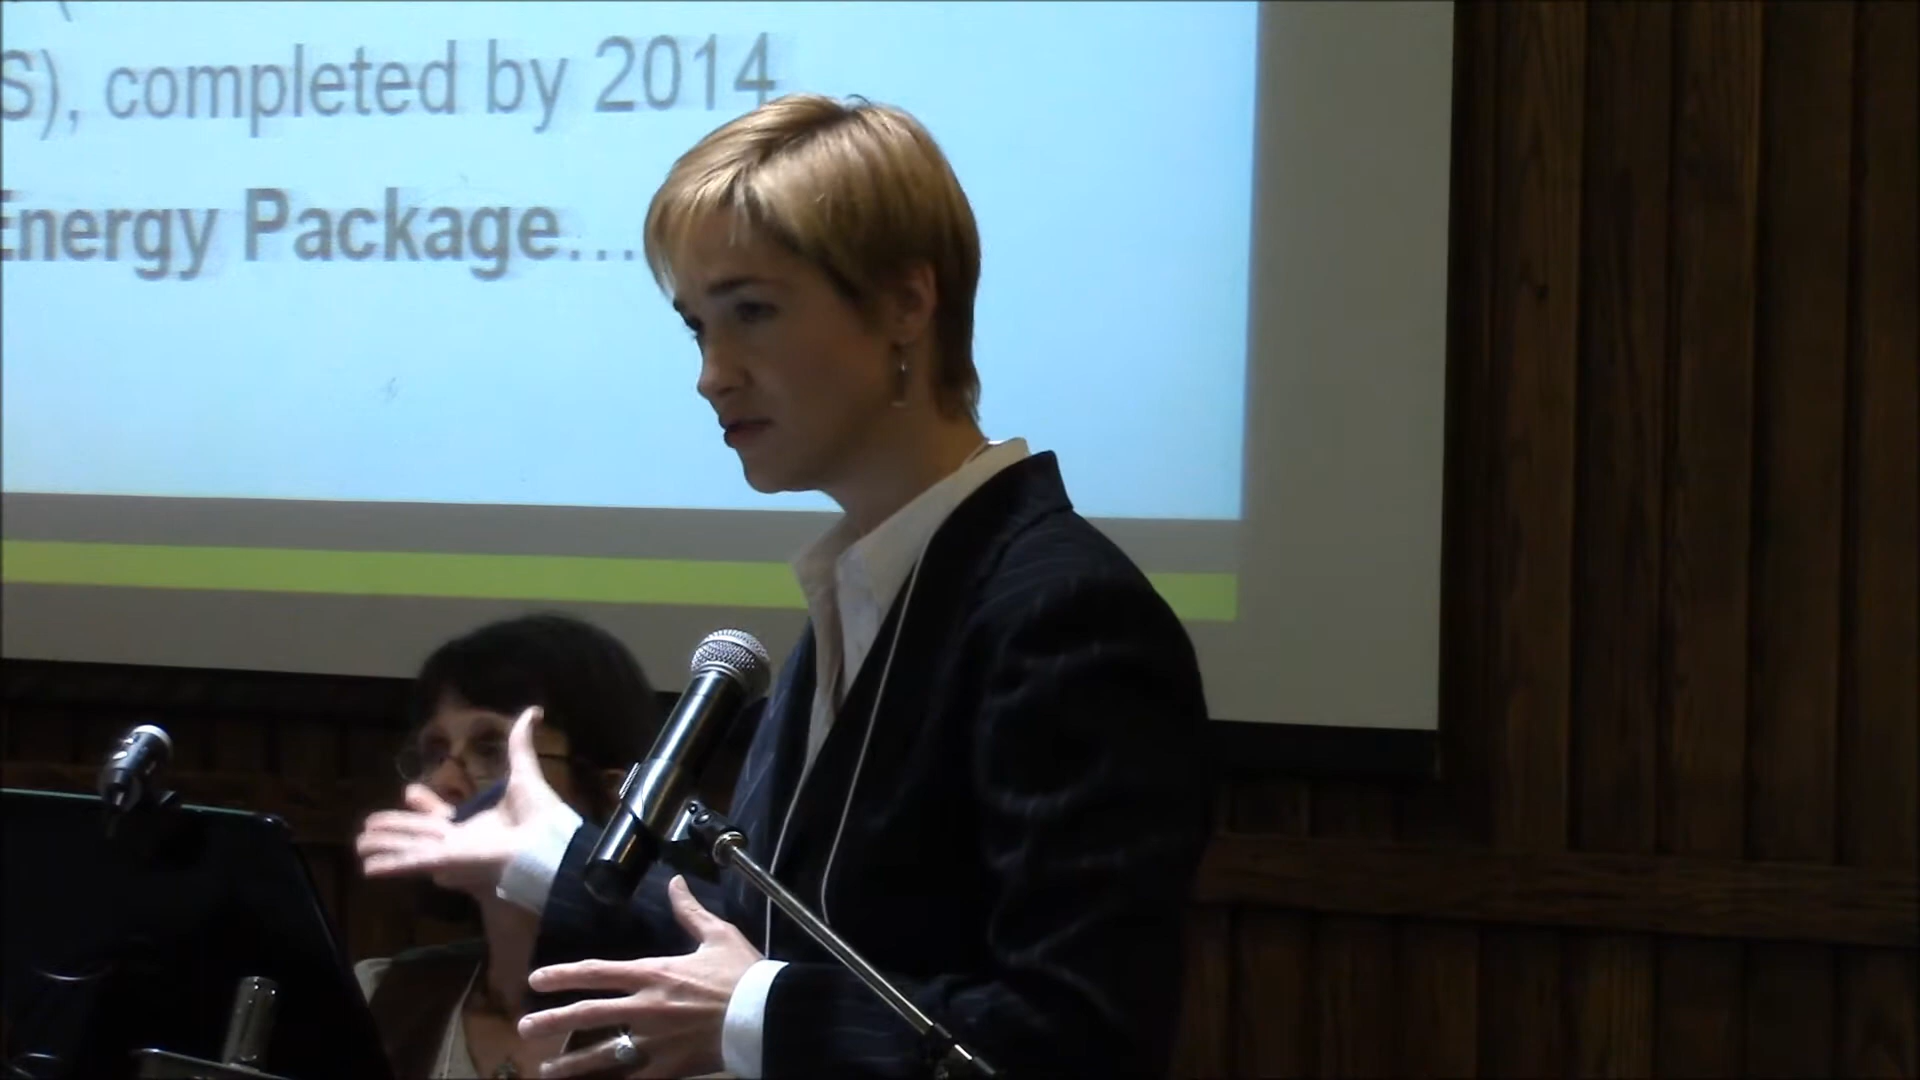 S), completed by 2014
Energy Package…